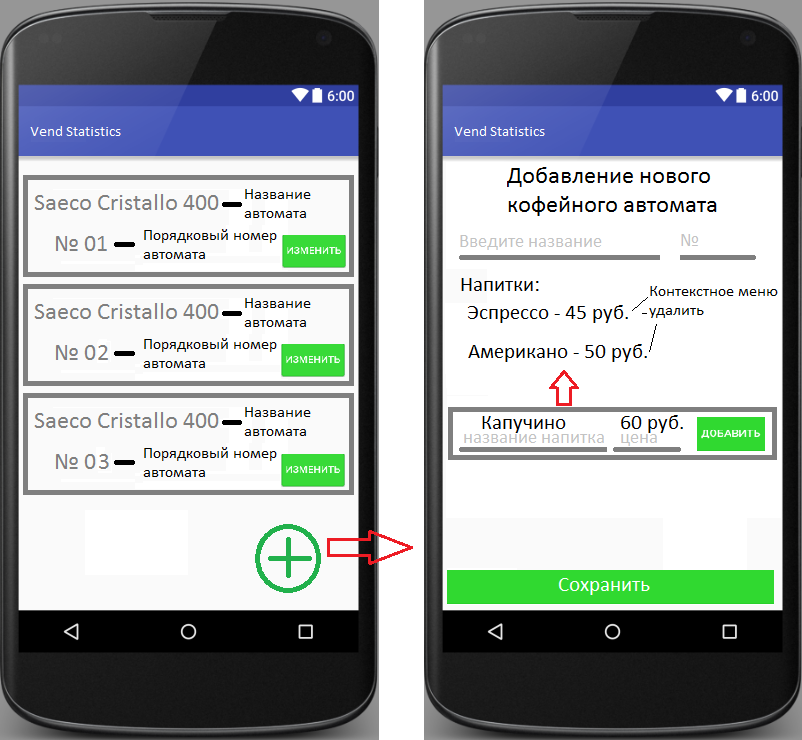 6:00
Vend Statistics
Saeco Cristallo 400
Название
автомата
№ 01
Порядковый номер
автомата
ИЗМЕНИТЬ
Saeco Cristallo 400
Название
автомата
№ 02
Порядковый номер
автомата
ИЗМЕНИТЬ
Saeco Cristallo 400
Название
автомата
№ 03
Порядковый номер
автомата
ИЗМЕНИТЬ
6:00
Vend Statistics
Добавление нового
кофейного автомата
Введите название
№
Напитки:
Эспрессо - 45 руб.
Контекстное меню
-удалить
Американо - 50 руб.
Капучино
60 руб.
название напитка
цена
ДОБАВИТЬ
Сохранить